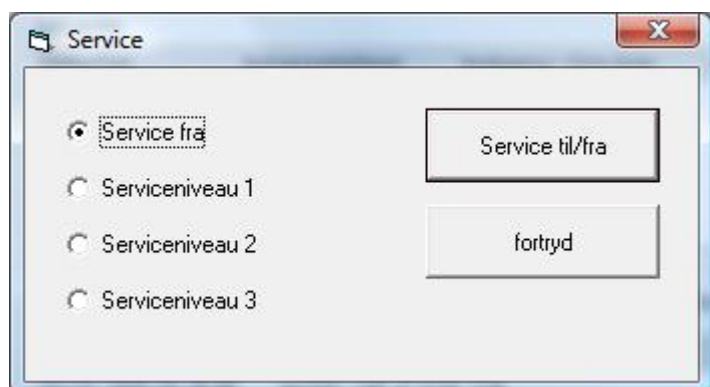 Service
Service fra
Serviceniveau 1
Serviceniveau 2
Serviceniveau 3
Service til/fra
fortryd